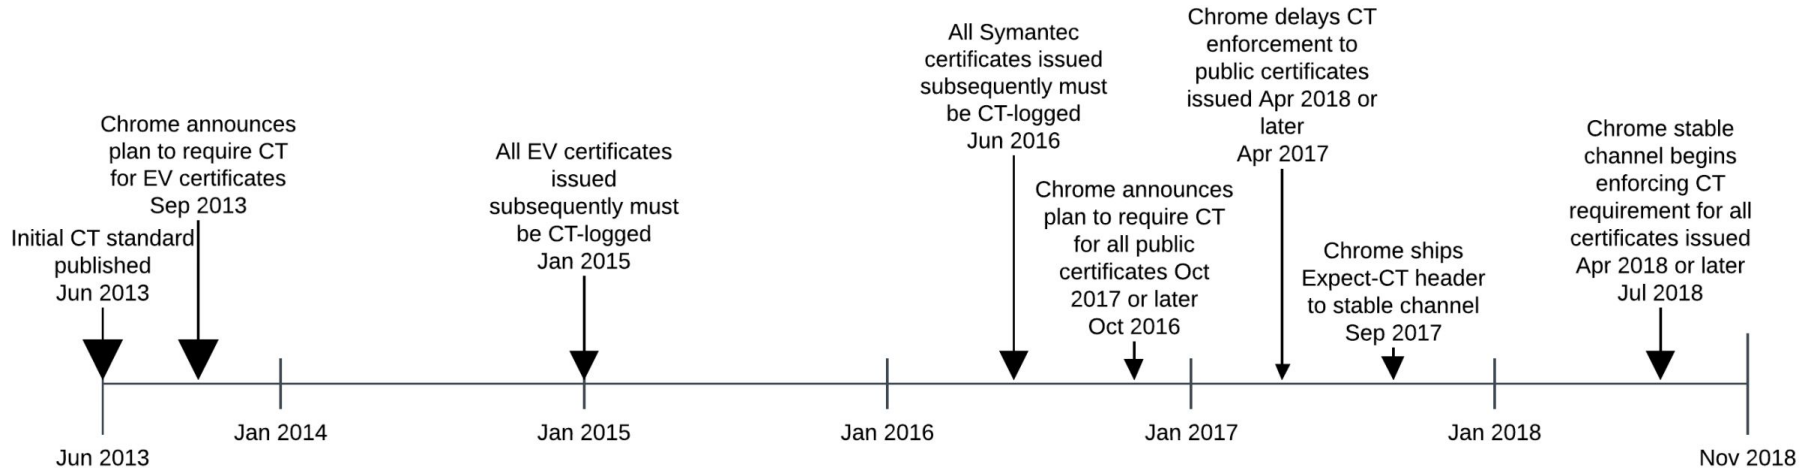 Initial CT standard
published
Jun 2013
Chrome announces
plan to require CT
for EV certificates
Sep 2013
All EV certificates
issued
subsequently must
be CT-logged
Jan 2015
All Symantec
certificates issued
subsequently must
be CT-logged
Jun 2016
Chrome announces
plan to require CT
for all public
certificates Oct
2017 or later
Oct 2016
Chrome delays CT
enforcement to
public certificates
issued Apr 2018 or
later
Apr 2017
Chrome ships
Expect-CT header
to stable channel
Sep 2017
Chrome stable
channel begins
enforcing CT
requirement for all
certificates issued
Apr 2018 or later
Jul 2018
Jun 2013
Jan 2014
Jan 2015
Jan 2016
Jan 2017
Jan 2018
Nov 2018